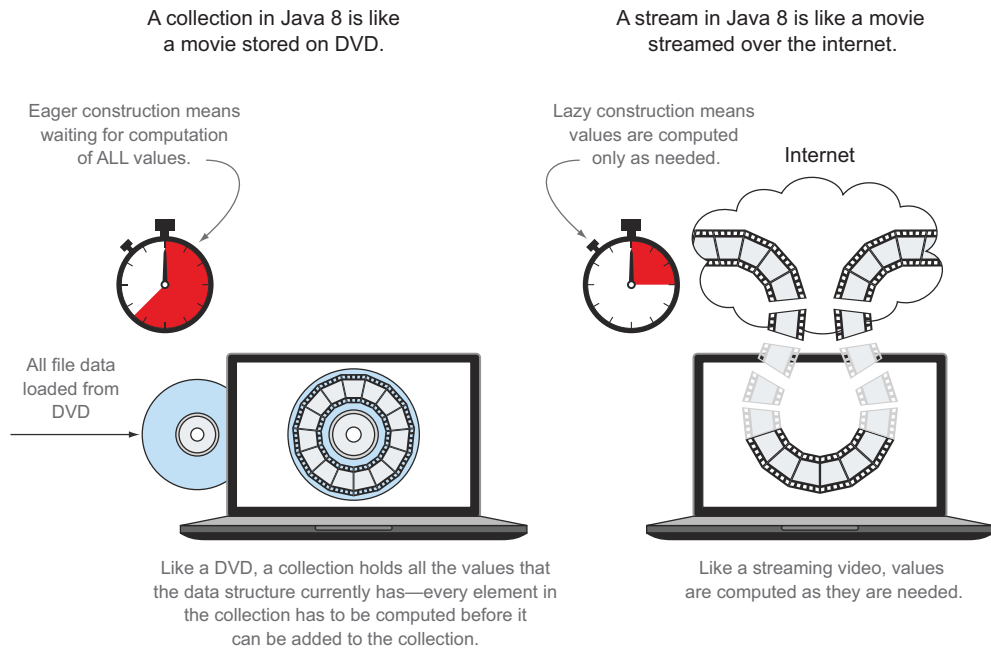 A collection in Java 8 is like
a movie stored on DVD.
Eager construction means
waiting for computation
of ALL values.
All file data
loaded from
DVD
Like a DVD, a collection holds all the values that
the data structure currently has—every element in
the collection has to be computed before it
can be added to the collection.
A stream in Java 8 is like a movie
streamed over the internet.
Lazy construction means
values are computed
only as needed.
Internet
Like a streaming video, values
are computed as they are needed.